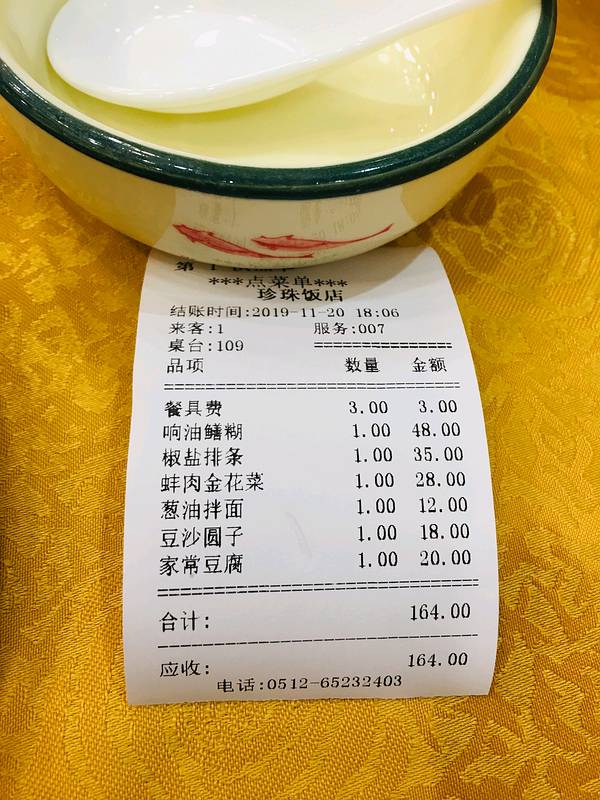 ***点菜单***
珍珠饭店
结账时间:2019-11-20 18:06
来客:1 服务:007
桌台:109 ================
品项 数量 金额
餐具费 3.00 3.00
响油鳝糊 1.00 48.00
椒盐排条 1.00 35.00
蚌肉金花菜 1.00 28.00
葱油拌面 1.00 12.00
豆沙圆子 1.00 18.00
家常豆腐 1.00 20.00
合计: 164.00
应收: 164.00
电话:0512-65232403